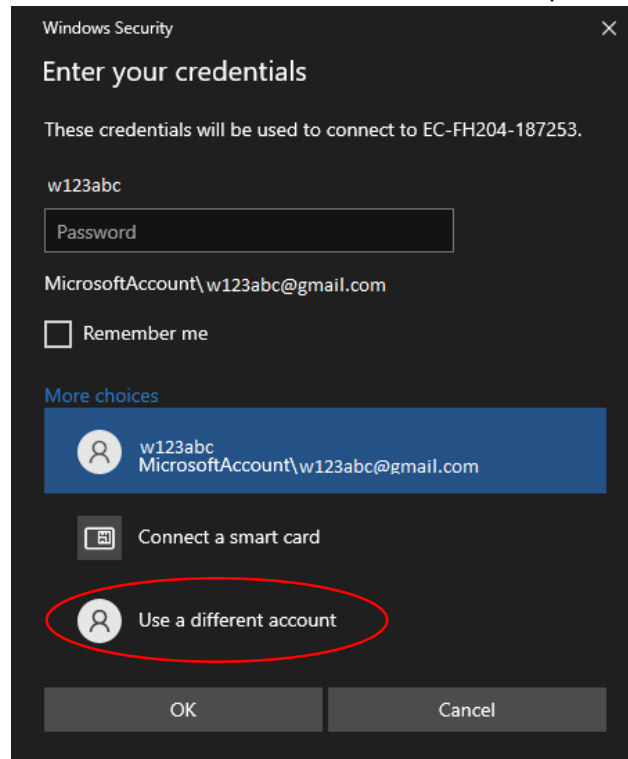 Windows Security
Enter your credentials
These credentials will be used to connect to EC-FH204-187253.
w123abc
Password
MicrosoftAccount\w123abc@gmail.com
Remember me
More choices
w123abc
MicrosoftAccount\w123abc@gmail.com
Connect a smart card
Use a different account
OK
Cancel